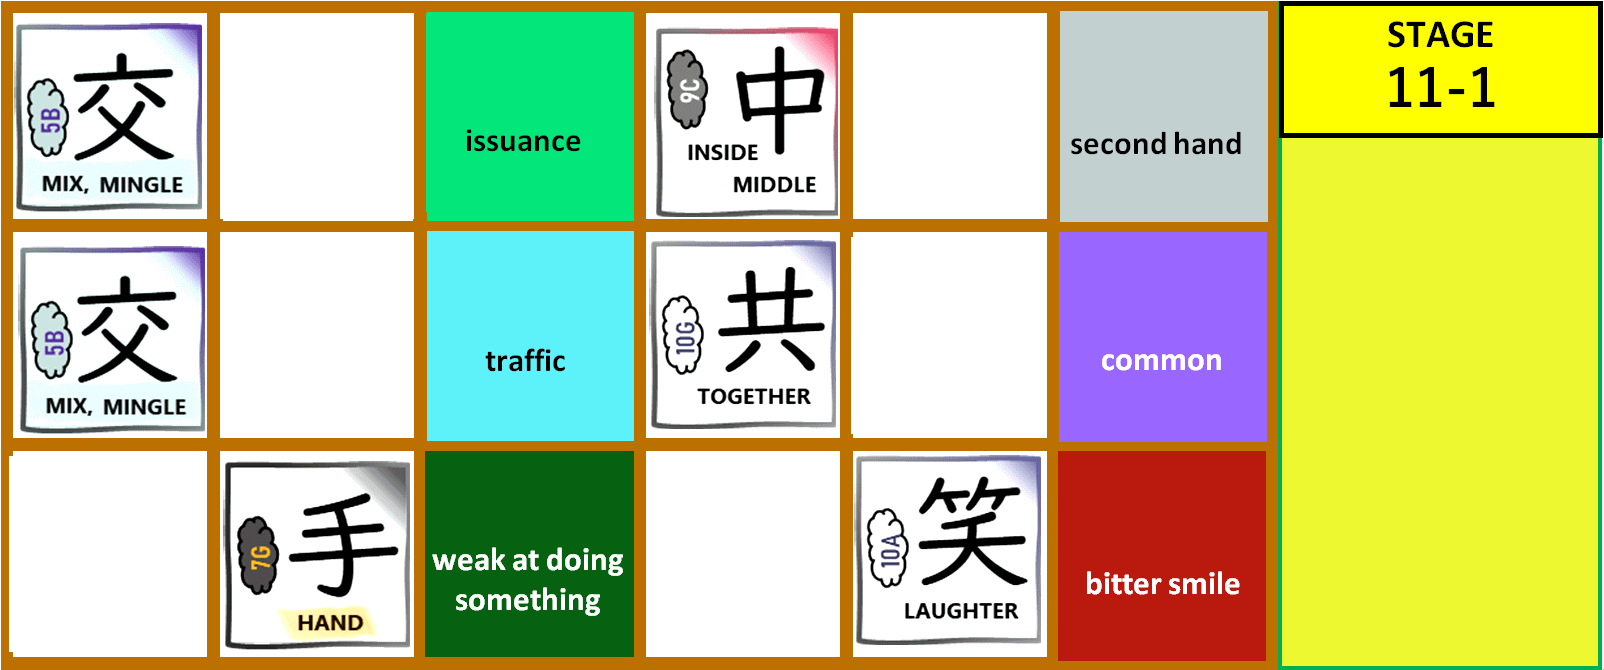 交
5B
MIX, MINGLE
issuance
中
9C
INSIDE
MIDDLE
second hand
STAGE
11-1
交
5B
MIX, MINGLE
traffic
共
10G
TOGETHER
common
手
7G
HAND
weak at doing
something
笑
10A
LAUGHTER
bitter smile